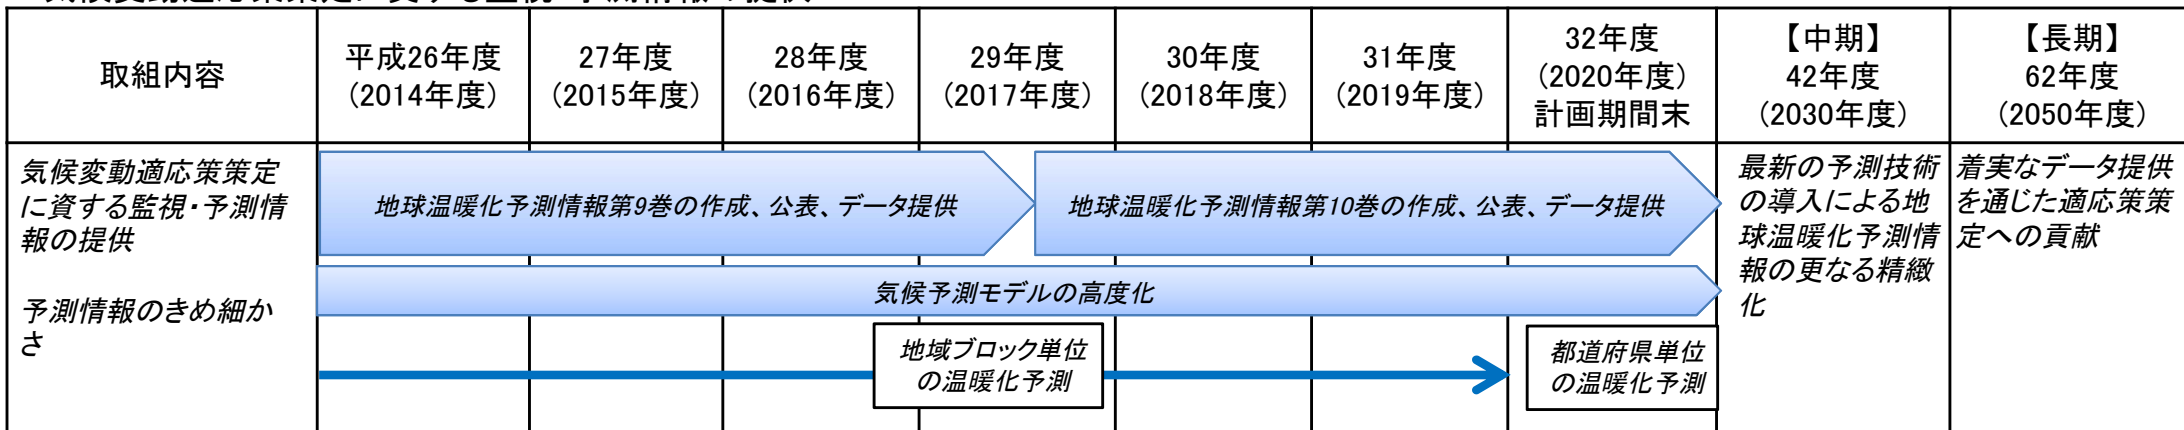 取組内容
平成26年度
(2014年度)
27年度
(2015年度)
28年度
(2016年度)
29年度
(2017年度)
30年度
(2018年度)
31年度
(2019年度)
32年度
(2020年度)
計画期間末
【中期】
42年度
(2030年度)
【長期】
62年度
(2050年度)
気候変動適応策策定
に資する監視・予測情
報の提供
予測情報のきめ細か
さ
地球温暖化予測情報第9巻の作成、公表、データ提供
地球温暖化予測情報第10巻の作成、公表、データ提供
気候予測モデルの高度化
地域ブロック単位
の温暖化予測
都道府県単位
の温暖化予測
最新の予測技術
の導入による地
球温暖化予測情
報の更なる精緻
化
着実なデータ提供
を通じた適応策策
定への貢献